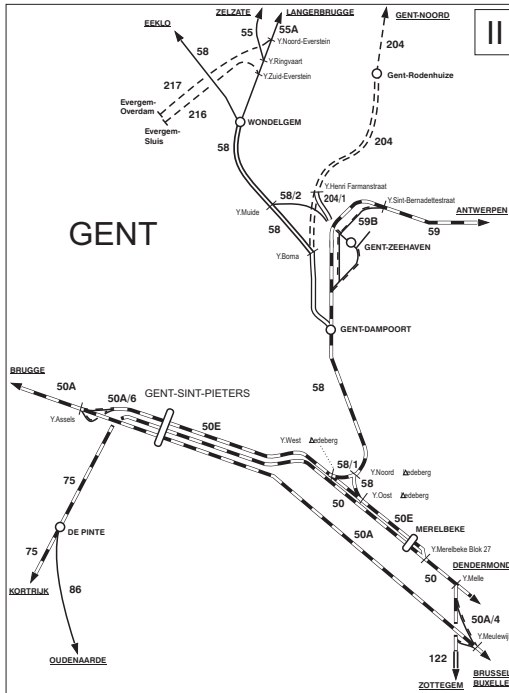 ZELZATE
LANGERBRUGGE
GENT-NOORD
II
EEKLO
55
55A
58
204
Y.Noord-Everstein
217
Y.Ringvaart
Gent-Rodenhuize
Y.Zuid-Everstein
Evergem-
Overdam
216
Evergem-
Sluis
WONDELGEM
204
58
Y.Henri Farmanstraat
58/2
204/1
Y.Sint-Bernadettestraat
Y.Muide
59B
ANTWERPEN
58
59
GENT
GENT-ZEEHAVEN
Y.Boma
GENT-DAMPOORT
BRUGGE
50A
58
50A/6
GENT-SINT-PIETERS
Y.Assels
50E
Y.West
Ledeberg
58/1
Y.Noord
Ledeberg
75
58
Y.Oost
Ledeberg
50
50E
50A
DE PINTE
MERELBEKE
75
Y.Merelbeke Blok 27
50
DENDERMOND
86
Y.Melle
KORTRIJK
50A/4
Y.Meulewij
122
OUDENAARDE
BRUSSEL
BUXELLE
ZOTTEGEM